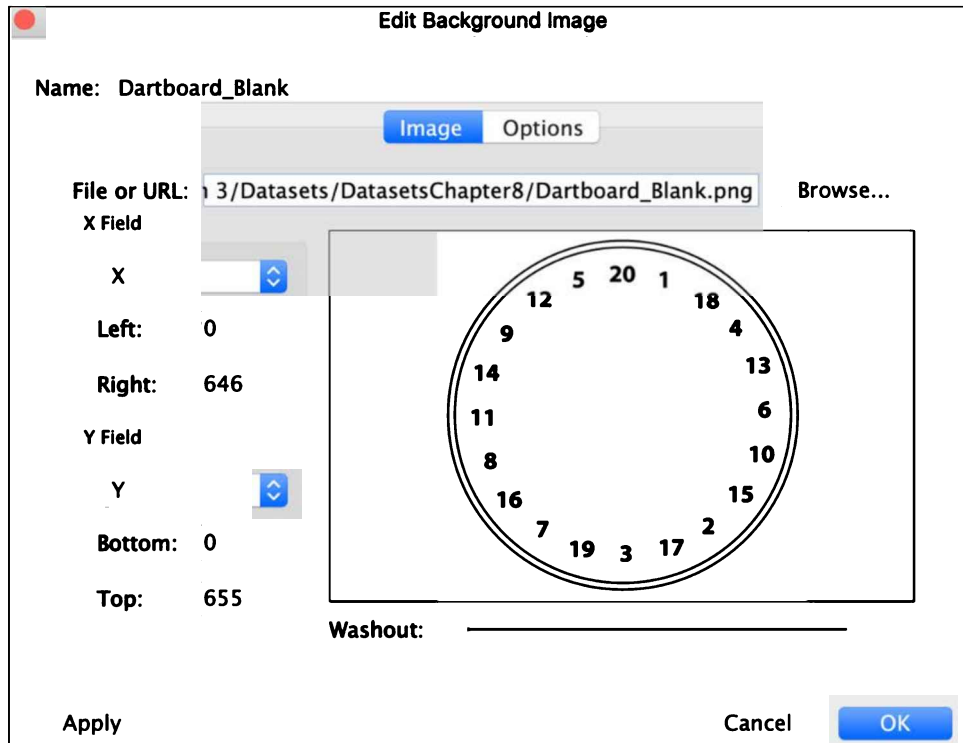 Edit Background Image
Name: Dartboard_Blank
Image Options
File or URL: 3/Datasets/DatasetsChapter8/Dartboard_Blank.png Browse...
X Field
X
Left: 0
Right: 646
Y Field
Y
Bottom: 0
Top: 655
20
1
18
4
13
6
10
15
2
17
3
19
7
16
8
11
14
9
12
5
Washout:
Apply Cancel OK